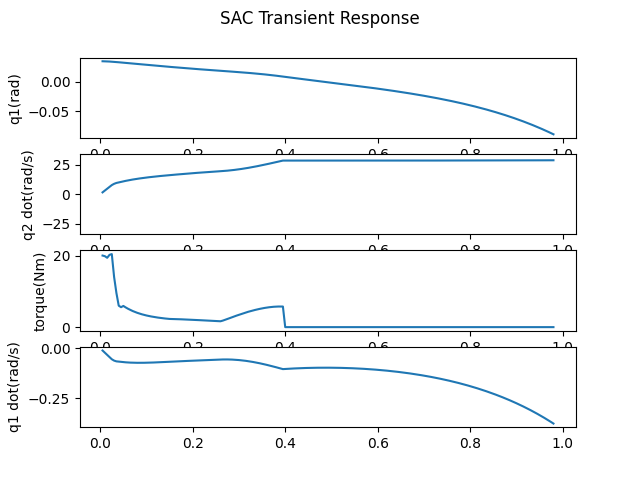 SAC Transient Response
0.00
−0.05
q1(rad)
0.0 0.2 0.4 0.6 0.8 1.0
25
0
−25
q2 dot(rad/s)
0.0 0.2 0.4 0.6 0.8 1.0
20
0
torque(Nm)
0.0 0.2 0.4 0.6 0.8 1.0
0.00
−0.25
q1 dot(rad/s)
0.0 0.2 0.4 0.6 0.8 1.0